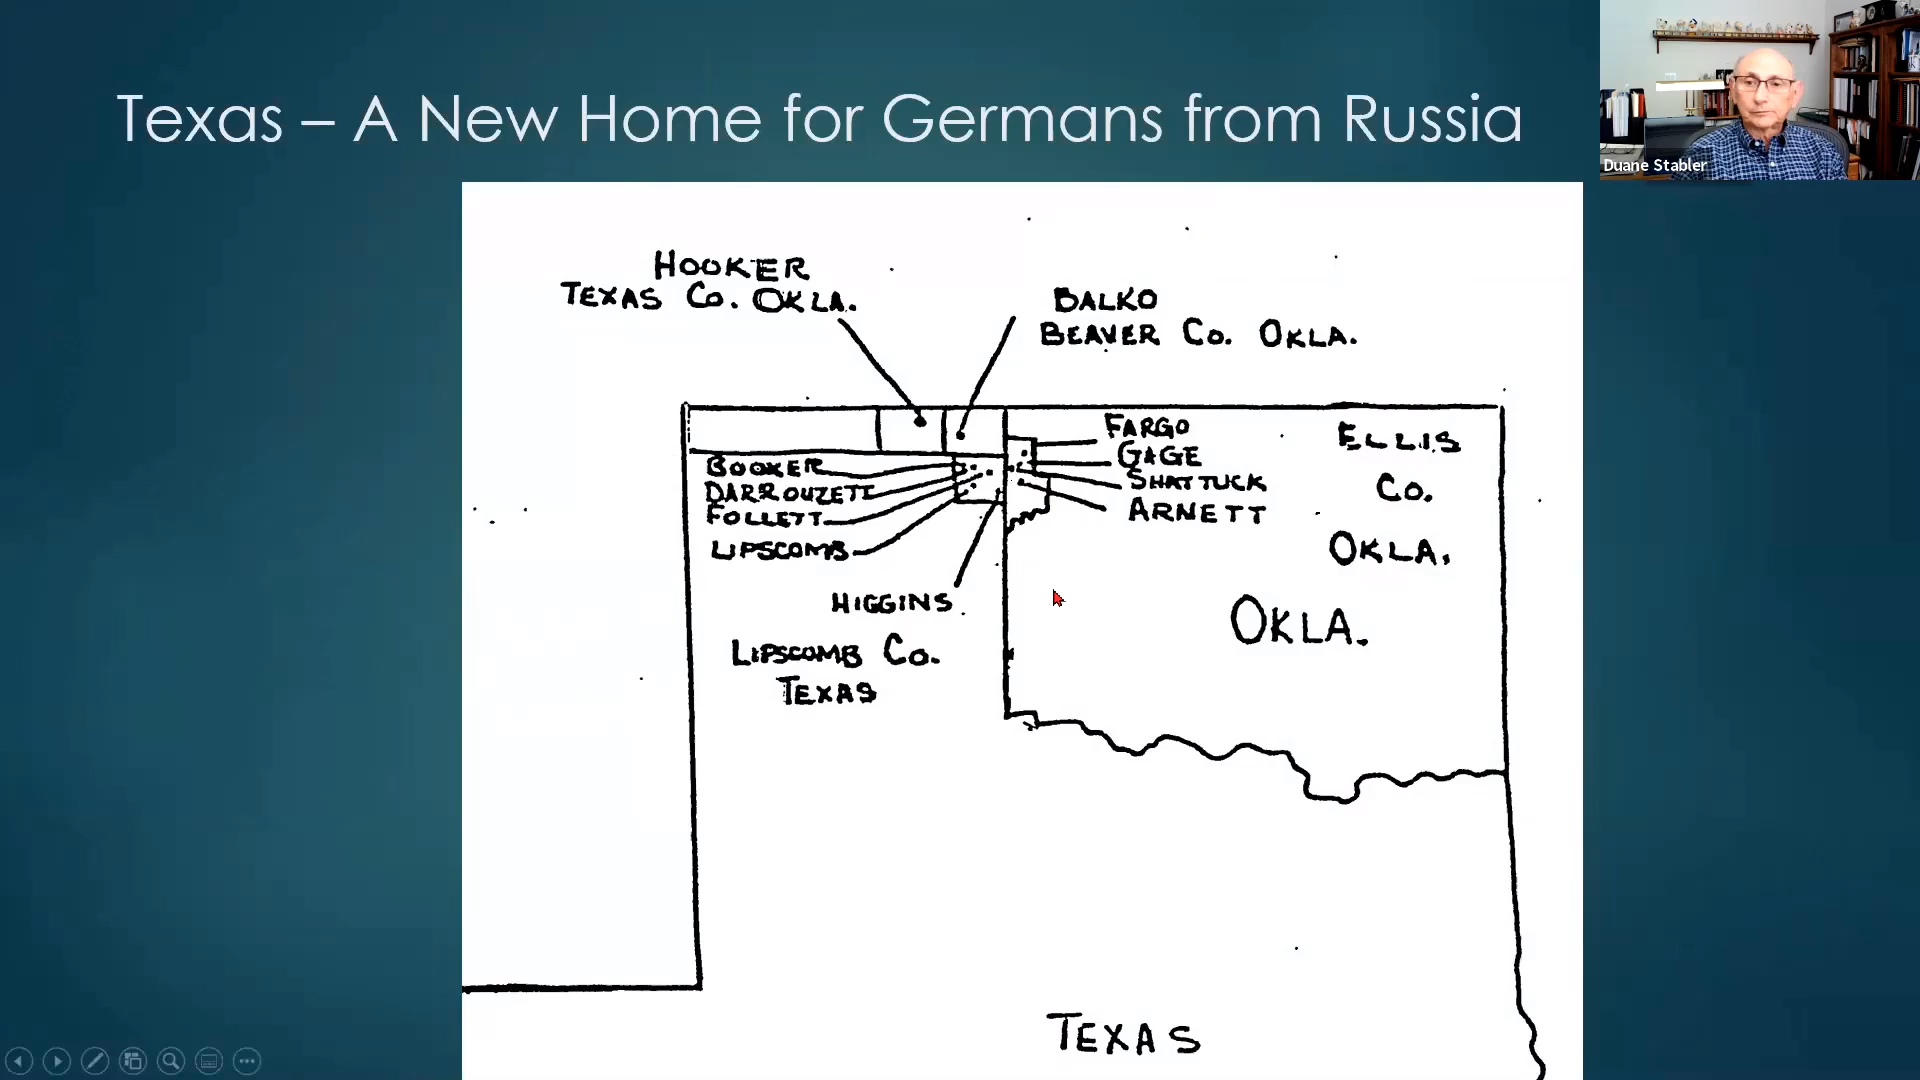 Texas – A New Home for Germans from Russia
Duane Stabler
HOOKER
TEXAS CO. OKLA.
BALKO
BEAVER CO. OKLA.
FARGO
GAGE
SHATTUCK
ARNETT
ELLIS
CO.
OKLA.
BOOKER
DARROUZETT
FOLLETT
LIPSCOMB
HIGGINS
LIPSCOMB CO.
TEXAS
OKLA.
TEXAS